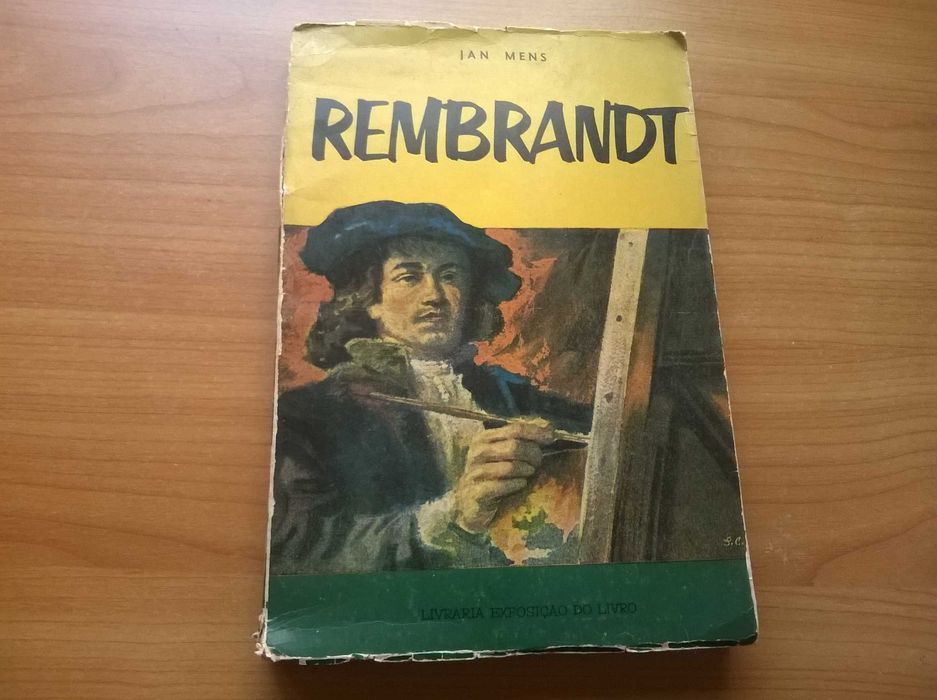 JAN MENS
REMBRANDT
G.C.
LIVRARIA EXPOSIÇÃO DO LIVRO